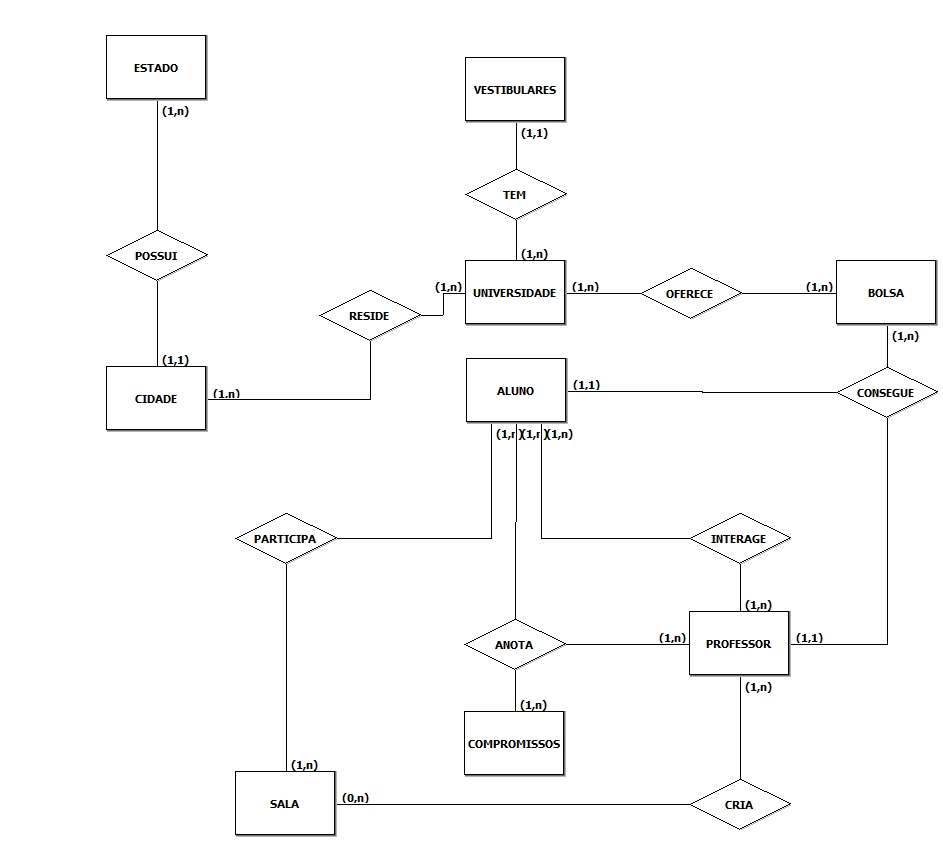 ESTADO
(1,n)
VESTIBULARES
(1,1)
TEM
(1,n)
POSSUI
(1,1)
CIDADE
(1,n)
RESIDE
(1,n)
UNIVERSIDADE
(1,n)
OFERECE
(1,n)
BOLSA
(1,n)
ALUNO
(1,1)
CONSEGUE
(1,n)(1,n)(1,n)
PARTICIPA
INTERAGE
(1,n)
ANOTA
(1,n)
PROFESSOR
(1,1)
(1,n)
(1,n)
COMPROMISSOS
(1,n)
SALA
(0,n)
CRIA